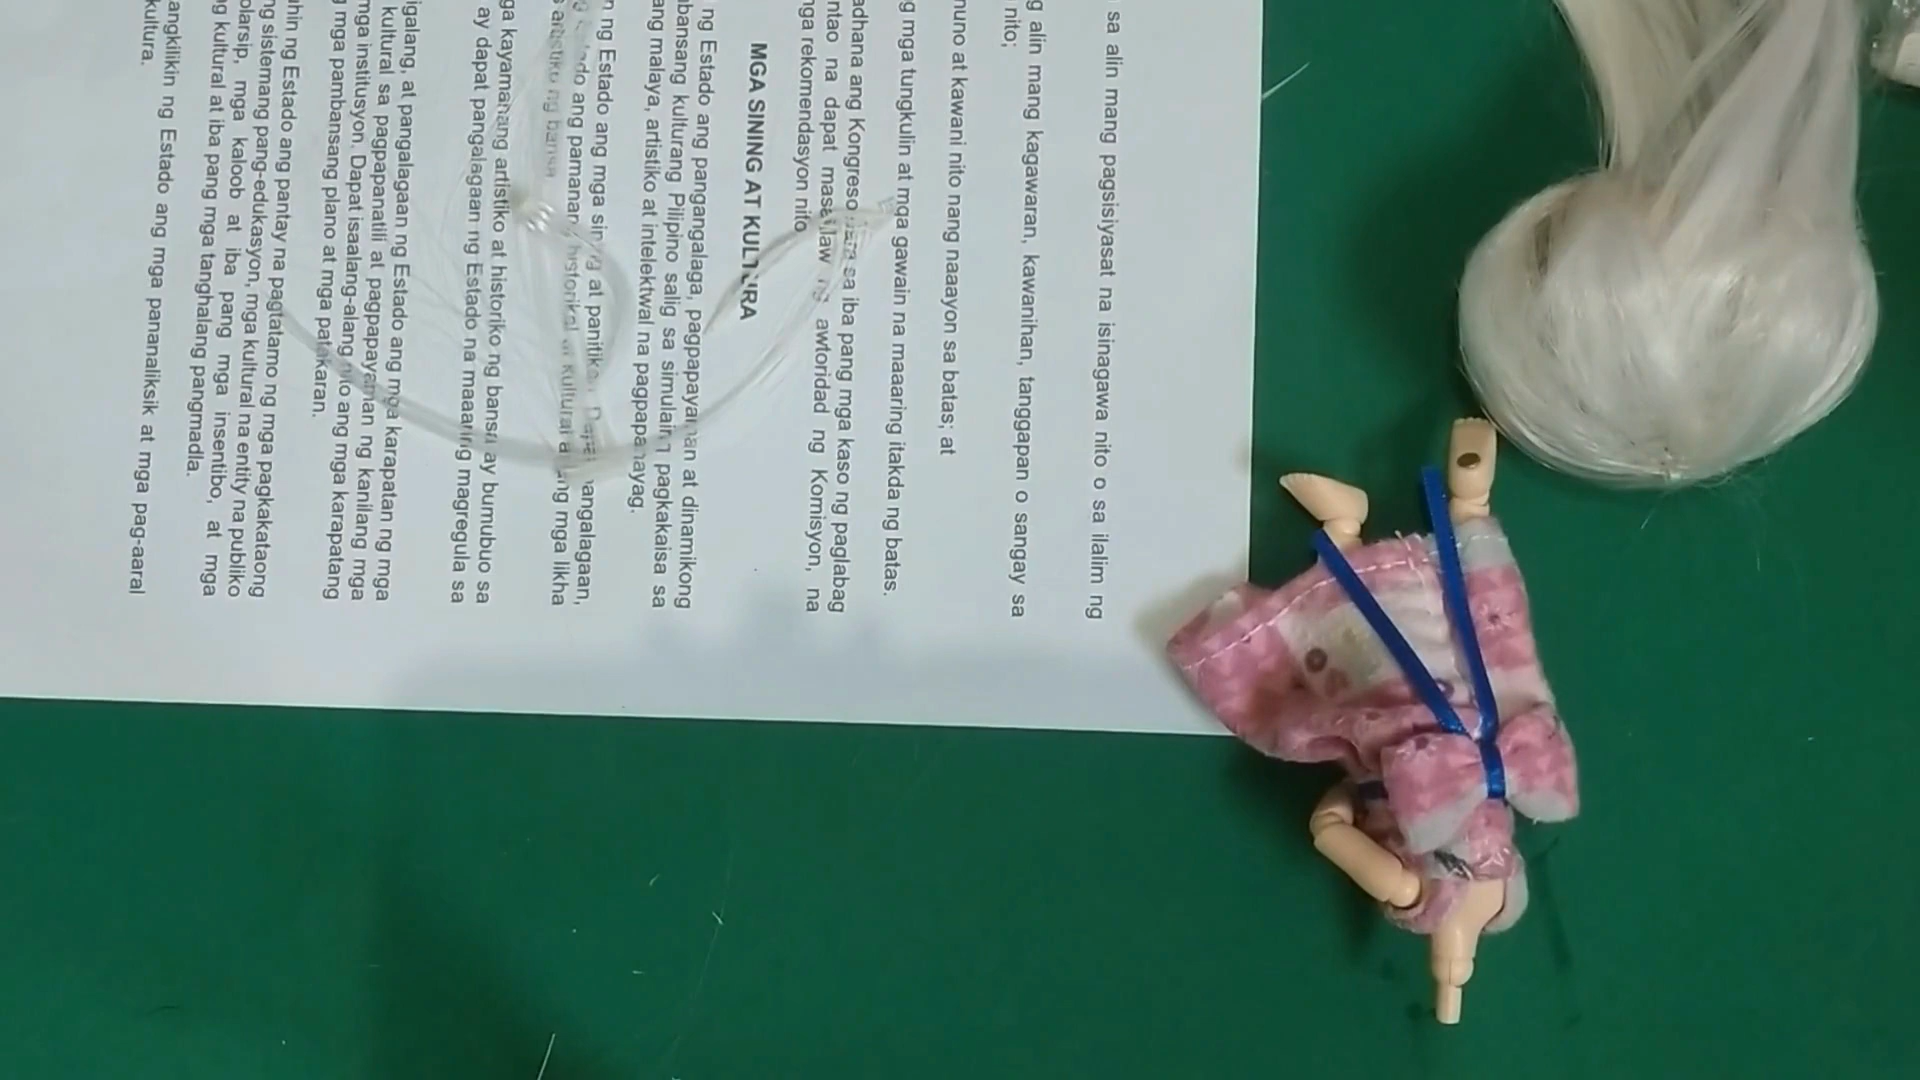 sa alin mang pagsisiyasat na isinagawa nito o sa ilalim ng
g alin mang kagawaran, kawanihan, tanggapan o sangay sa
nito;
nuno at kawani nito nang naaayon sa batas; at
g mga tungkulin at mga gawain na maaaring itakda ng batas.
adhana ang Kongreso sa iba pang mga kaso ng paglabag
ntao na dapat ng awtoridad ng Komisyon, na
nga rekomendasyon nito
MGA SINING AT KULTURA
ng Estado ang pangangalaga, pagpapayaman at dinamikong
bansang kulturang Pilipino salig sa simulaing pagkakaisa sa
ang malaya, artistiko at intelektwal na pagpapahayag.
n ng Estado ang mga sining at panitikan. Dapat pangalagaan,
ang pamanang historikal at kultural at ang mga likha
artistiko ng bansa
ga kayamanang artistiko at historiko ng bansa ay bumubuo sa
ay dapat pangalagaan ng Estado na maaaring magregula sa
igalang, at pangalagaan ng Estado ang mga karapatan ng mga
kultural sa pagpapanatili at pagpapayaman ng kanilang mga
mga institusyon. Dapat isaalang-alang nito ang mga karapatang
g mga pambansang plano at mga patakaran.
ahin ng Estado ang pantay na pagtatamo ng mga pagkakataong
ng sistemang pang-edukasyon, mga kultural na entity na publiko
olarsip, mga kaloob at iba pang mga insentibo, at mga
ng kultural at iba pang mga tanghalang pangmadla.
angkilikin ng Estado ang mga pananaliksik at mga pag-aaral
kultura.